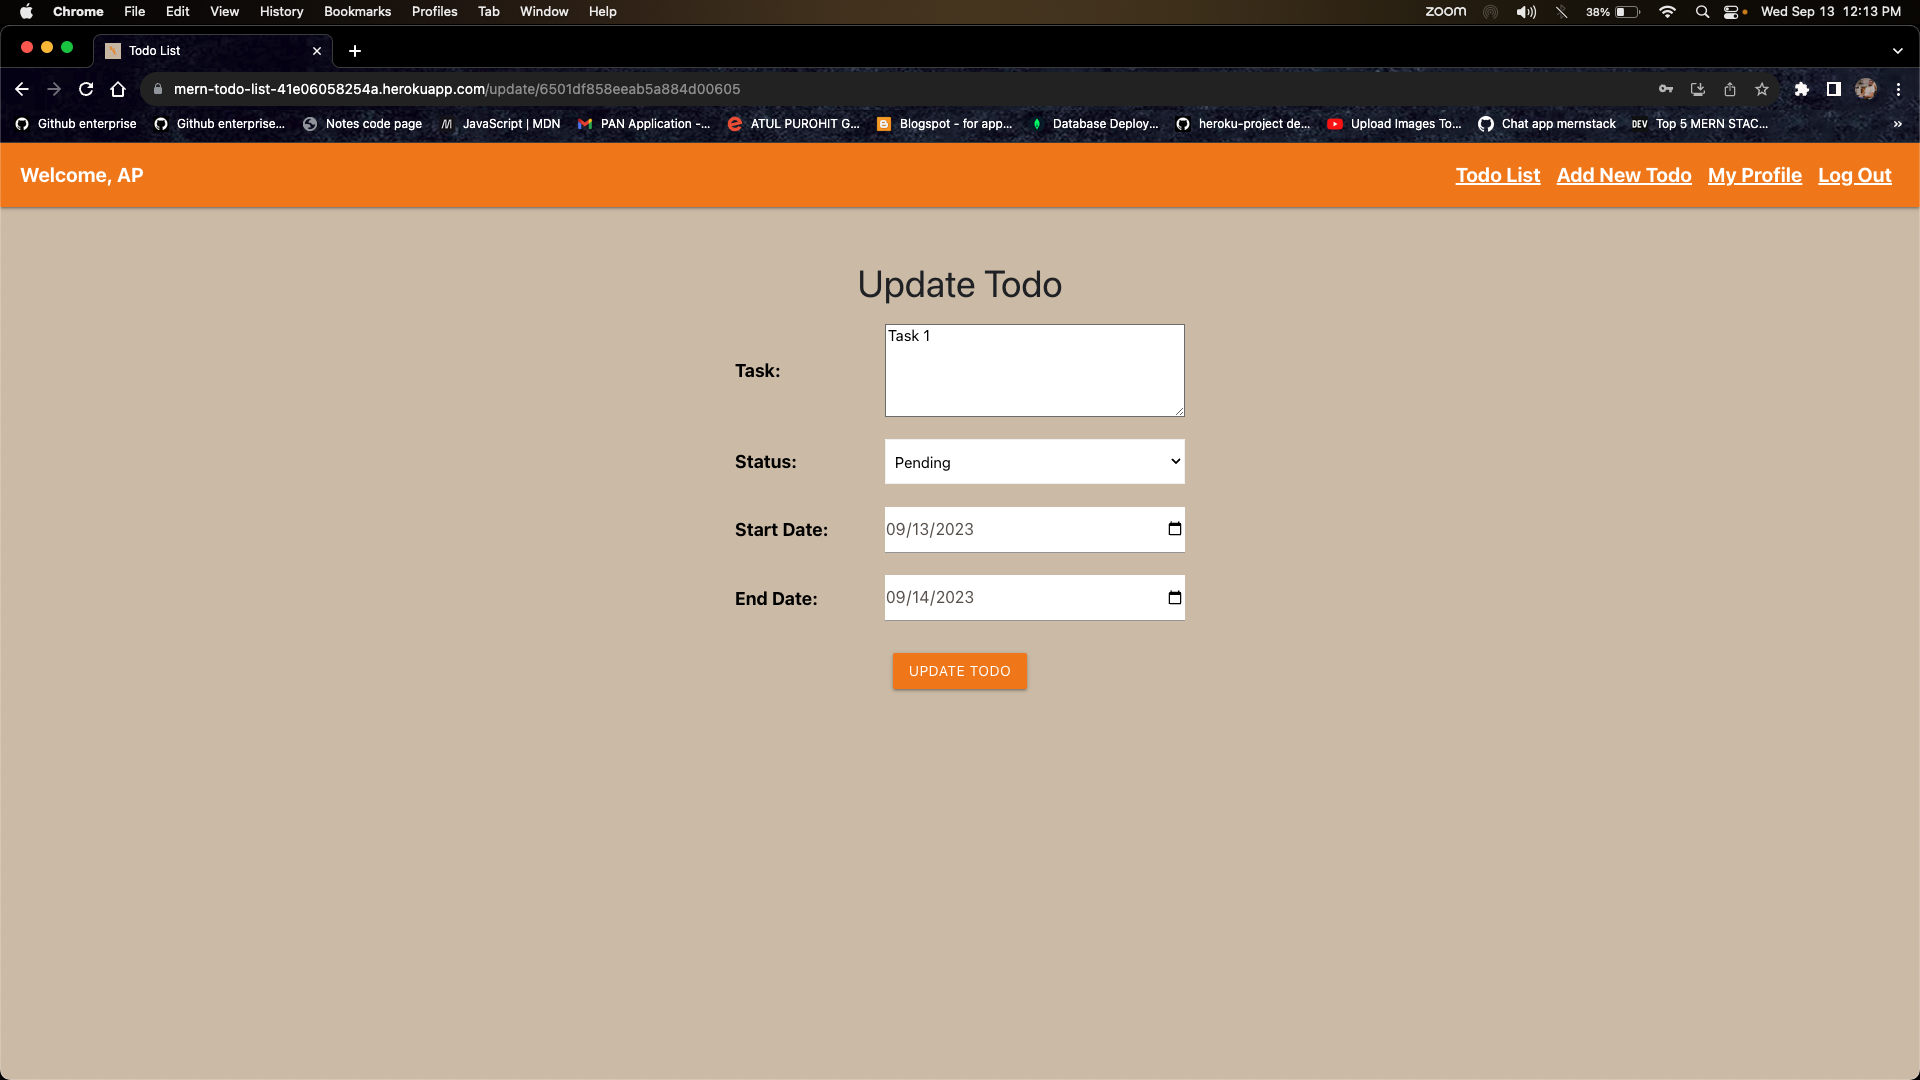 Chrome File Edit View History Bookmarks Profiles Tab Window Help zoom 38% Wed Sep 13 12:13 PM
Todo List
mern-todo-list-41e06058254a.herokuapp.com/update/6501df858eeab5a884d00605
Github enterprise Github enterprise... Notes code page JavaScript | MDN PAN Application -... ATUL PUROHIT G... Blogspot - for app... Database Deploy... heroku-project de... Upload Images To... Chat app mernstack DEV Top 5 MERN STAC... »
Welcome, AP Todo List Add New Todo My Profile Log Out
Update Todo
Task: Task 1
Status: Pending
Start Date: 09/13/2023
End Date: 09/14/2023
UPDATE TODO